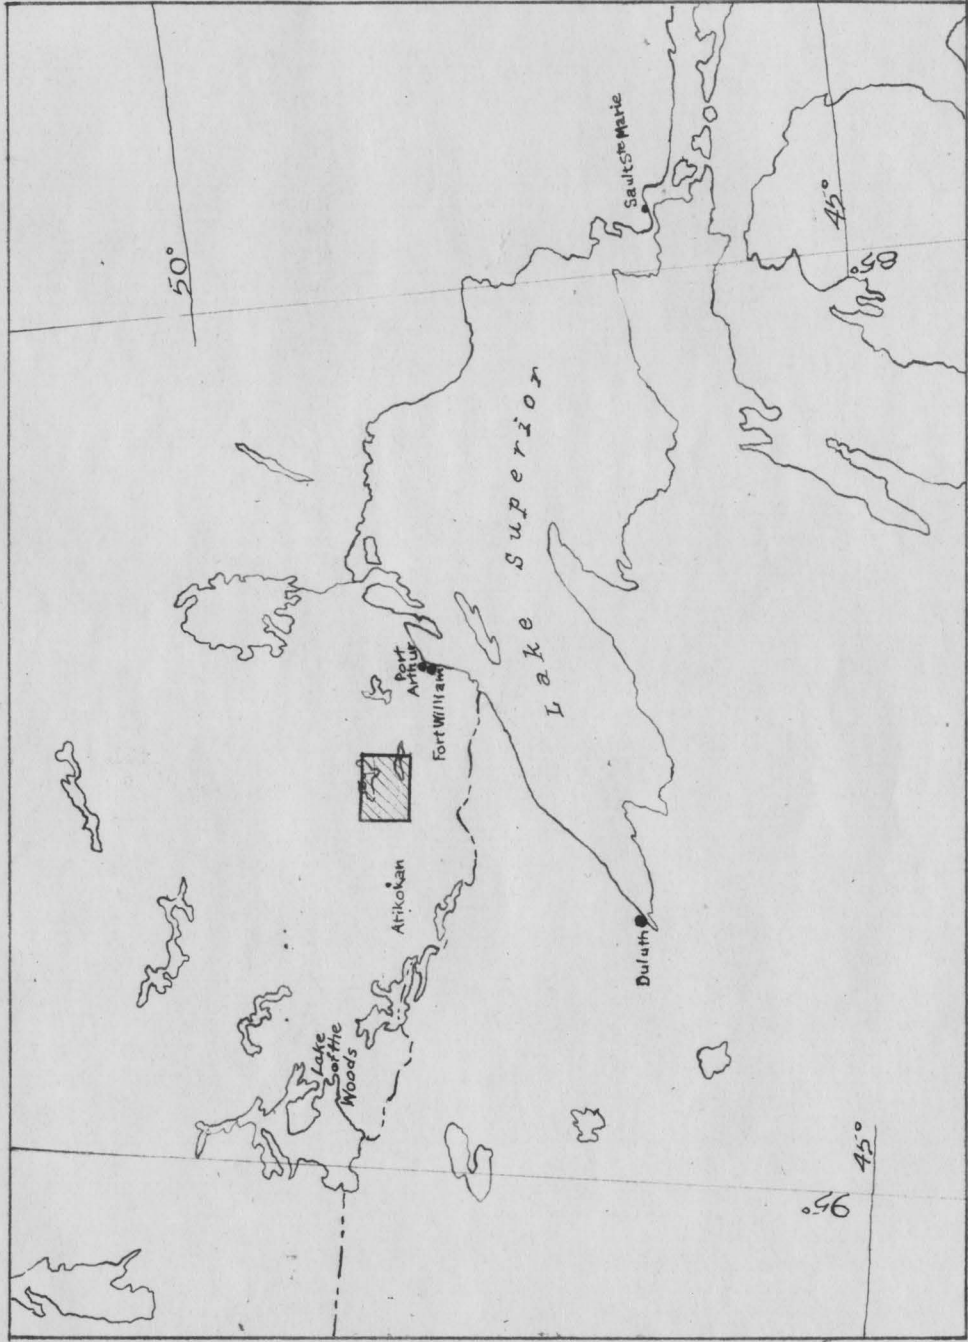 50°
Lake
of the
Woods
Atikokan
Port
Arthur
Fort William
Lake Superior
Sault Ste Marie
Duluth
95°
45°
45°
85°